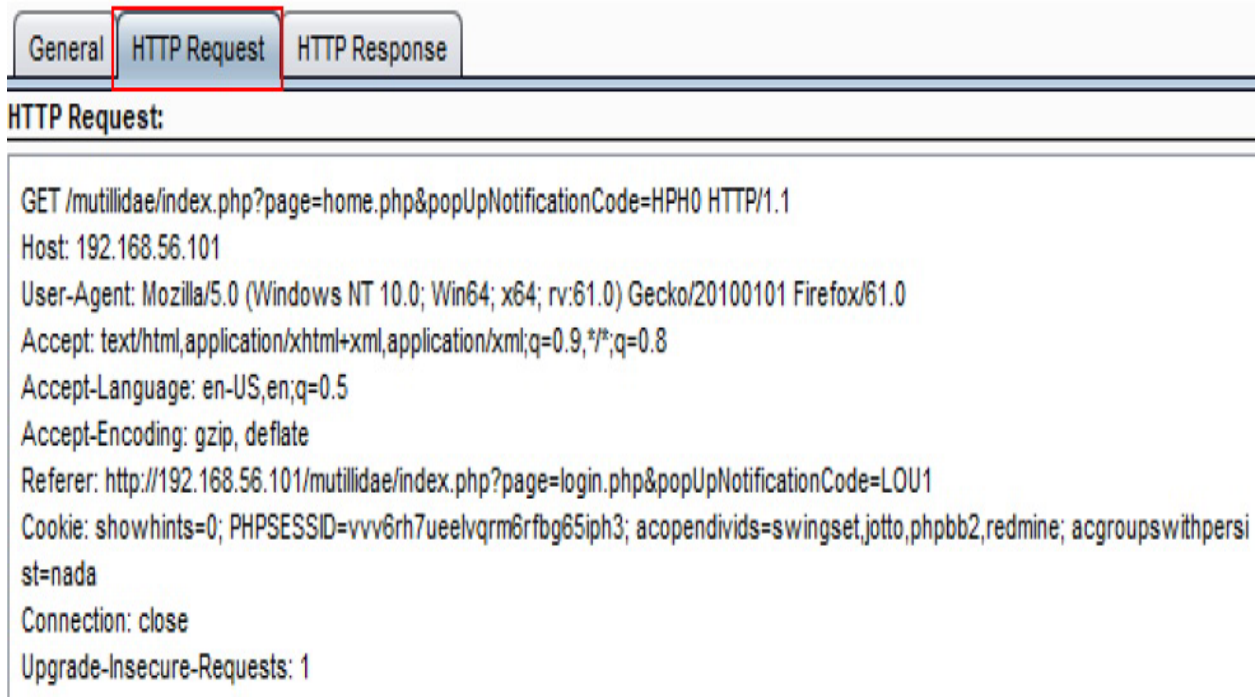 General HTTP Request HTTP Response
HTTP Request:
GET /mutillidae/index.php?page=home.php&popUpNotificationCode=HPH0 HTTP/1.1
Host: 192.168.56.101
User-Agent: Mozilla/5.0 (Windows NT 10.0; Win64; x64; rv:61.0) Gecko/20100101 Firefox/61.0
Accept: text/html,application/xhtml+xml,application/xml;q=0.9,*/*;q=0.8
Accept-Language: en-US,en;q=0.5
Accept-Encoding: gzip, deflate
Referer: http://192.168.56.101/mutillidae/index.php?page=login.php&popUpNotificationCode=LOU1
Cookie: showhints=0; PHPSESSID=vvv6rh7ueelvqrm6rfbg65iph3; acopendivids=swingset,jotto,phpbb2,redmine; acgroupswithpersi
st=nada
Connection: close
Upgrade-Insecure-Requests: 1